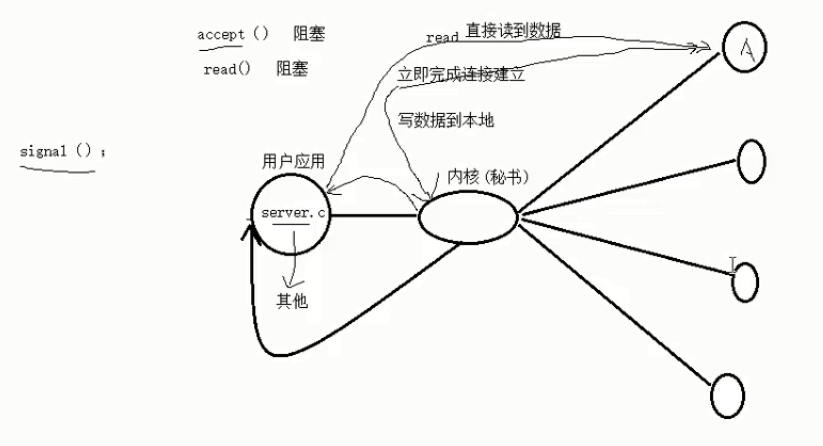 accept() 阻塞
read 直接读到数据
read() 阻塞
立即完成连接建立
写数据到本地
signal();
用户应用
内核(秘书)
server.c
其他
A